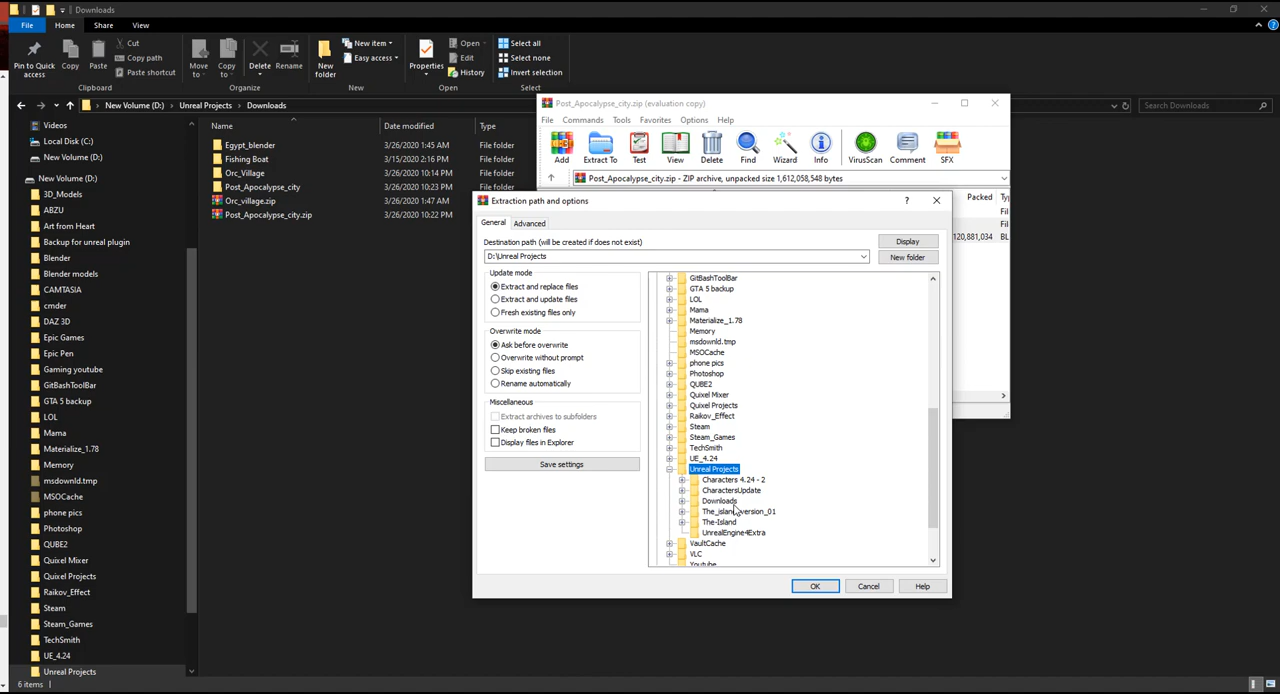 Downloads
File
Home
Share
View
Pin to Quick access
Copy
Paste
Cut
Copy path
Paste shortcut
Clipboard
Move to
Copy to
Delete
Rename
Organize
New folder
New item
Easy access
New
Properties
Open
Edit
History
Open
Select all
Select none
Invert selection
Select
New Volume (D:) > Unreal Projects > Downloads
Search Downloads
Videos
Local Disk (C:)
New Volume (D:)
New Volume (D:)
3D_Models
ABZU
Art from Heart
Backup for unreal plugin
Blender
Blender models
CAMTASIA
cmder
DAZ 3D
Epic Games
Epic Pen
Gaming youtube
GitBashToolBar
GTA 5 backup
LOL
Mama
Materialize_1.78
Memory
msdownld.tmp
MSOCache
phone pics
Photoshop
QUBE2
Quixel Mixer
Quixel Projects
Raikov_Effect
Steam
Steam_Games
TechSmith
UE_4.24
Unreal Projects
6 items
Name Date modified Type
Egypt_blender 3/26/2020 1:45 AM File folder
Fishing Boat 3/15/2020 2:16 PM File folder
Orc_Village 3/26/2020 10:14 PM File folder
Post_Apocalypse_city 3/26/2020 10:23 PM File folder
Orc_village.zip 3/26/2020 1:47 AM
Post_Apocalypse_city.zip 3/26/2020 10:22 PM
Post_Apocalypse_city.zip (evaluation copy)
File Commands Tools Favorites Options Help
Add
Extract To
Test
View
Delete
Find
Wizard
Info
VirusScan
Comment
SFX
Post_Apocalypse_city.zip - ZIP archive, unpacked size 1,612,058,548 bytes
Packed Ty
Fil
Fil
120,881,034 BL
Extraction path and options
?
General
Advanced
Destination path (will be created if does not exist)
D:\Unreal Projects
Display
New folder
Update mode
Extract and replace files
Extract and update files
Fresh existing files only
Overwrite mode
Ask before overwrite
Overwrite without prompt
Skip existing files
Rename automatically
Miscellaneous
Extract archives to subfolders
Keep broken files
Display files in Explorer
Save settings
GitBashToolBar
GTA 5 backup
LOL
Mama
Materialize_1.78
Memory
msdownld.tmp
MSOCache
phone pics
Photoshop
QUBE2
Quixel Mixer
Quixel Projects
Raikov_Effect
Steam
Steam_Games
TechSmith
UE_4.24
Unreal Projects
Characters 4.24 - 2
CharactersUpdate
Downloads
The_island_version_01
The-Island
UnrealEngine4Extra
VaultCache
VLC
Youtube
OK
Cancel
Help